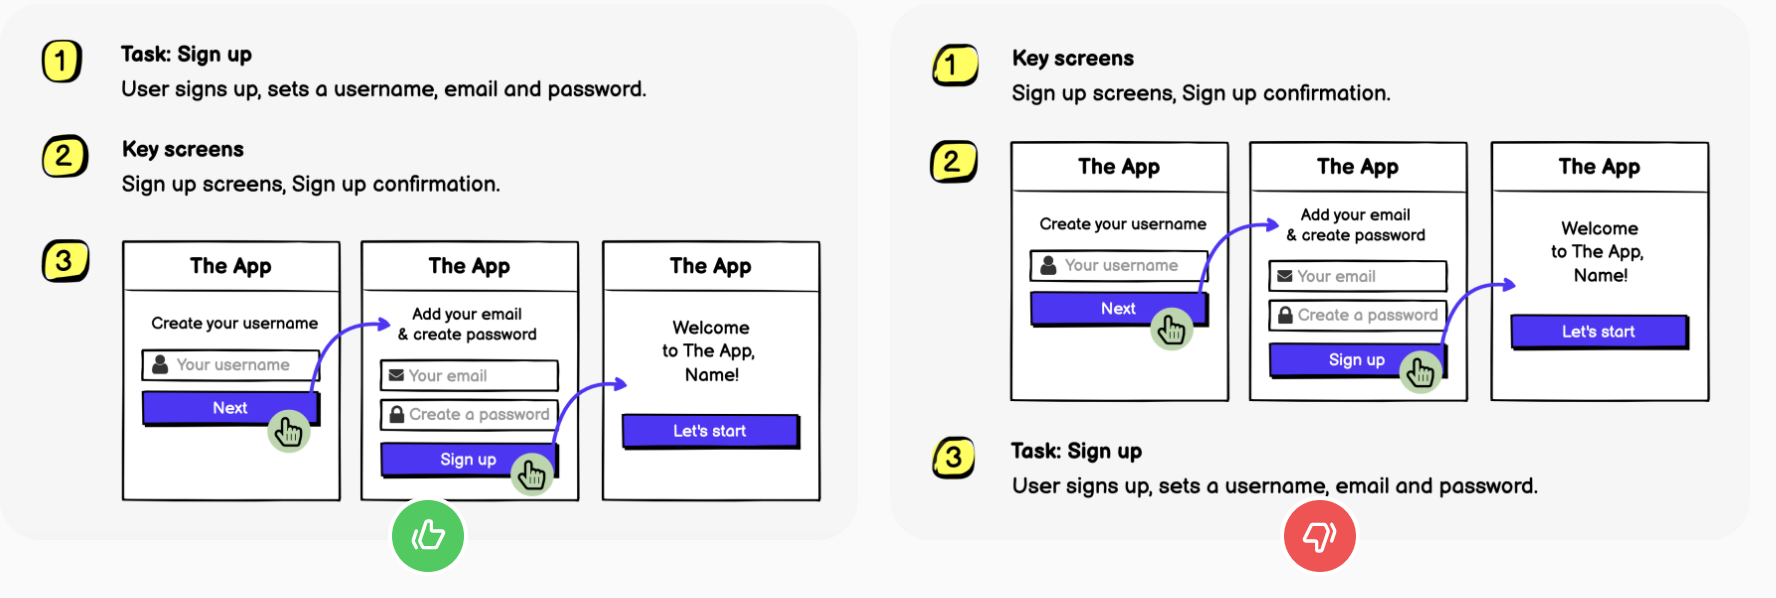 1
Task: Sign up
User signs up, sets a username, email and password.
2
Key screens
Sign up screens, Sign up confirmation.
3
The App
Create your username
Your username
Next
The App
Add your email
& create password
Your email
Create a password
Sign up
The App
Welcome
to The App,
Name!
Let's start
1
Key screens
Sign up screens, Sign up confirmation.
2
The App
Create your username
Your username
Next
The App
Add your email
& create password
Your email
Create a password
Sign up
The App
Welcome
to The App,
Name!
Let's start
3
Task: Sign up
User signs up, sets a username, email and password.